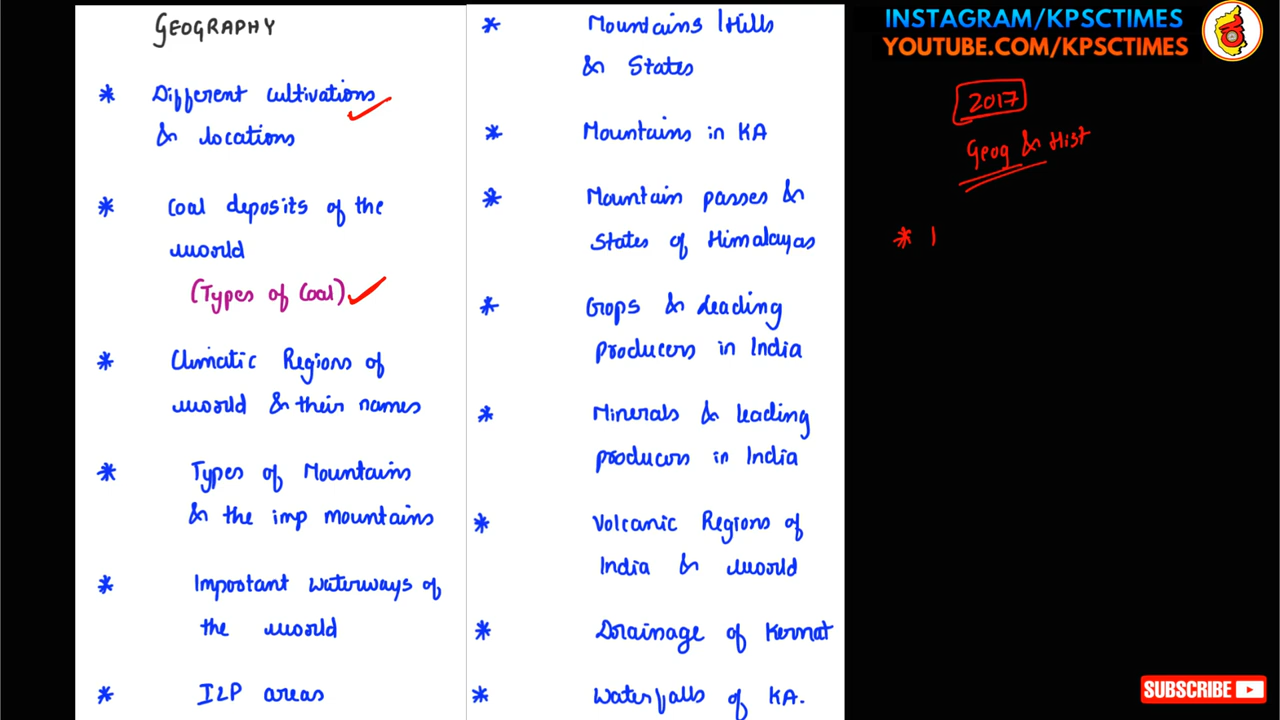 GEOGRAPHY
* Different cultivations
& locations
* Coal deposits of the
world
(Types of Coal)
* Climatic Regions of
world & their names
* Types of Mountains
& the imp mountains
* Important waterways of
the world
* ILP areas
* Mountains / Hills
& States
* Mountains in KA
* Mountain passes &
States of Himalayas
* Crops & leading
producers in India
* Minerals & leading
producers in India
* Volcanic Regions of
India & World
* Drainage of Kernat
* Waterfalls of KA.
INSTAGRAM/KPSCTIMES
YOUTUBE.COM/KPSCTIMES
2017
Geog & Hist
* I
SUBSCRIBE